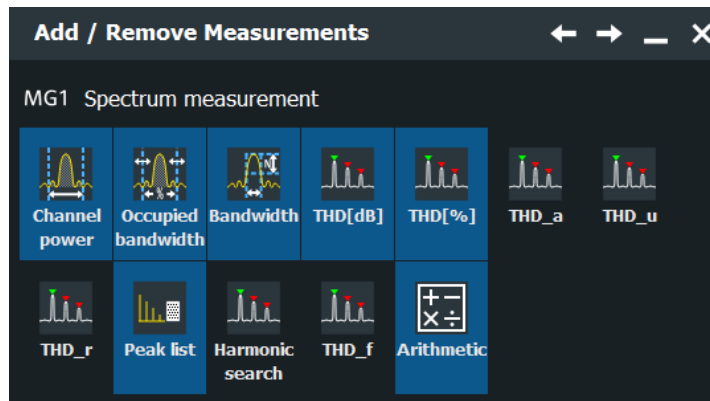 Add / Remove Measurements
MG1 Spectrum measurement
Channel power
Occupied bandwidth
Bandwidth
THD[dB]
THD[%]
THD_a
THD_u
THD_r
Peak list
Harmonic search
THD_f
Arithmetic